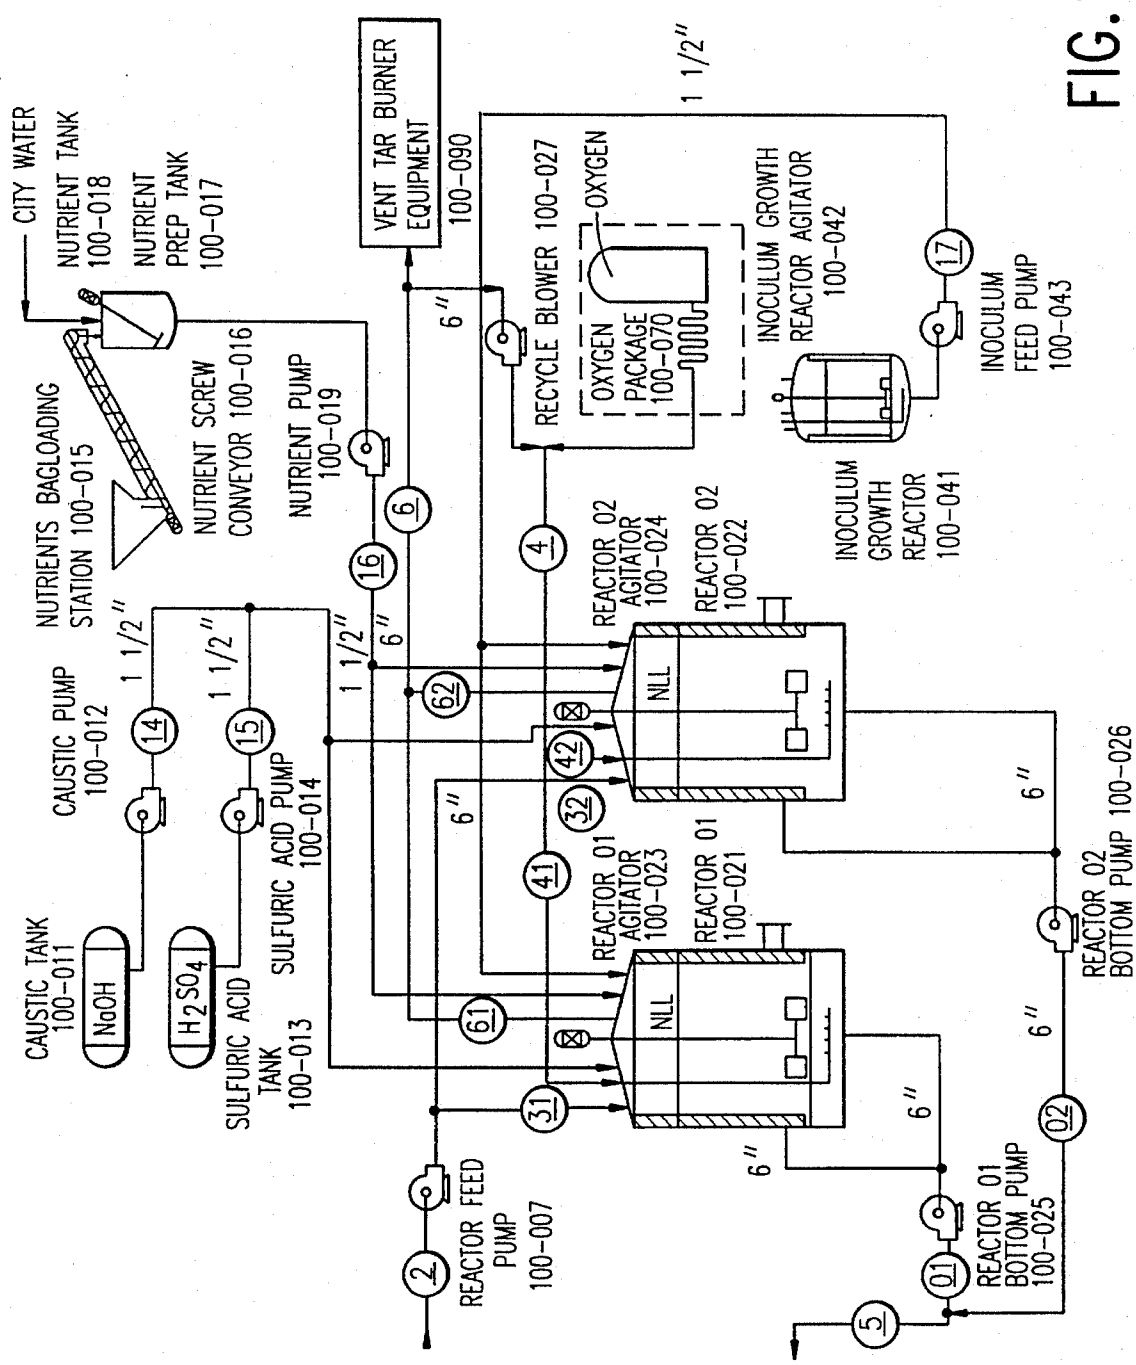 CITY WATER
NUTRIENT TANK
100-018
NUTRIENT
PREP TANK
100-017
NUTRIENTS BAGLOADING
STATION 100-015
NUTRIENT SCREW
CONVEYOR 100-016
NUTRIENT PUMP
100-019
VENT TAR BURNER
EQUIPMENT
100-090
CAUSTIC TANK
100-011
NaOH
CAUSTIC PUMP
100-012
14
1 1/2"
H2SO4
SULFURIC ACID
TANK
100-013
SULFURIC ACID PUMP
100-014
15
1 1/2"
1 1/2"
16
6"
6
6"
RECYCLE BLOWER 100-027
OXYGEN
OXYGEN
PACKAGE
100-070
1 1/2"
2
REACTOR FEED
PUMP
100-007
31
61
41
6"
32
42
62
4
REACTOR 01
AGITATOR
100-023
REACTOR 01
100-021
NLL
REACTOR 02
AGITATOR
100-024
REACTOR 02
100-022
NLL
INOCULUM GROWTH
REACTOR AGITATOR
100-042
INOCULUM
GROWTH
REACTOR
100-041
17
INOCULUM
FEED PUMP
100-043
6"
6"
6"
5
01
REACTOR 01
BOTTOM PUMP
100-025
02
6"
REACTOR 02
BOTTOM PUMP 100-026
FIG.